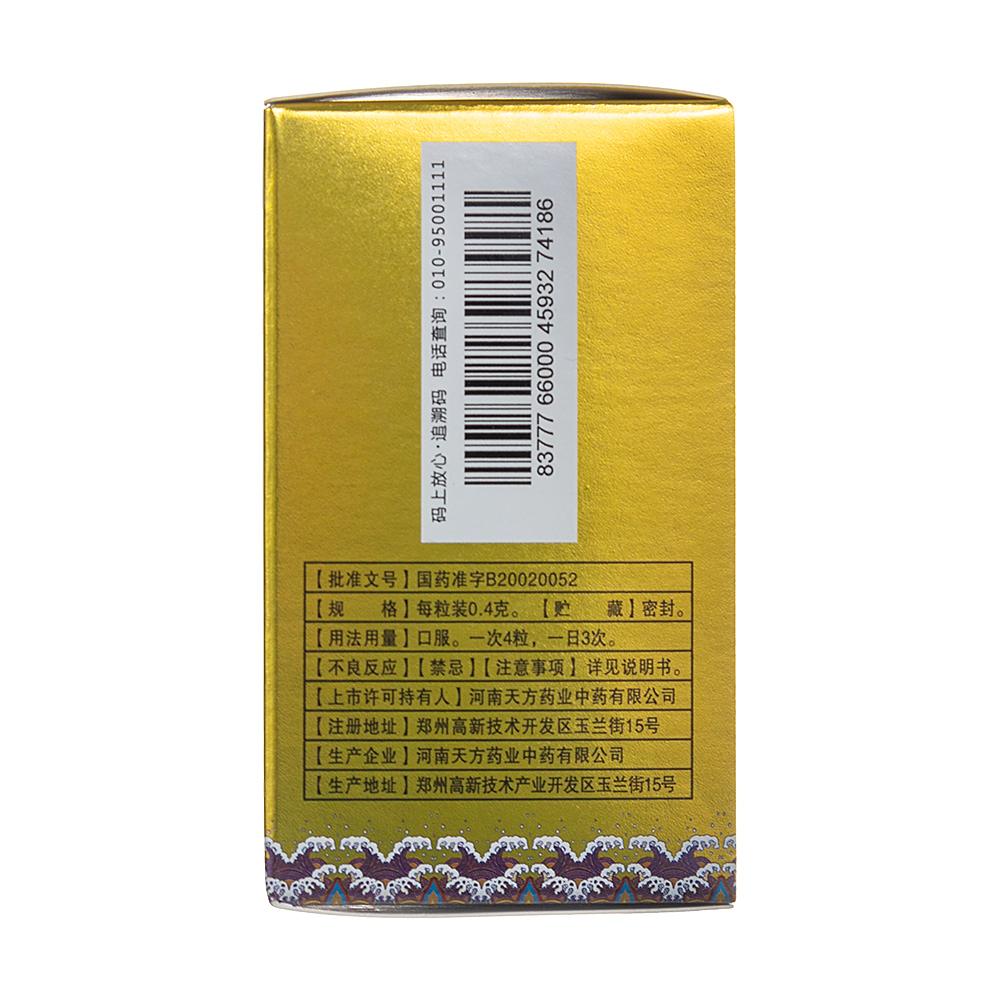 码上放心·追溯码 电话查询：010-95001111
83777 66000 45932 74186
【批准文号】国药准字B20020052
【规　　格】每粒装0.4克。【贮　　藏】密封。
【用法用量】口服。一次4粒，一日3次。
【不良反应】【禁忌】【注意事项】详见说明书。
【上市许可持有人】河南天方药业中药有限公司
【注册地址】郑州高新技术开发区玉兰街15号
【生产企业】河南天方药业中药有限公司
【生产地址】郑州高新技术产业开发区玉兰街15号